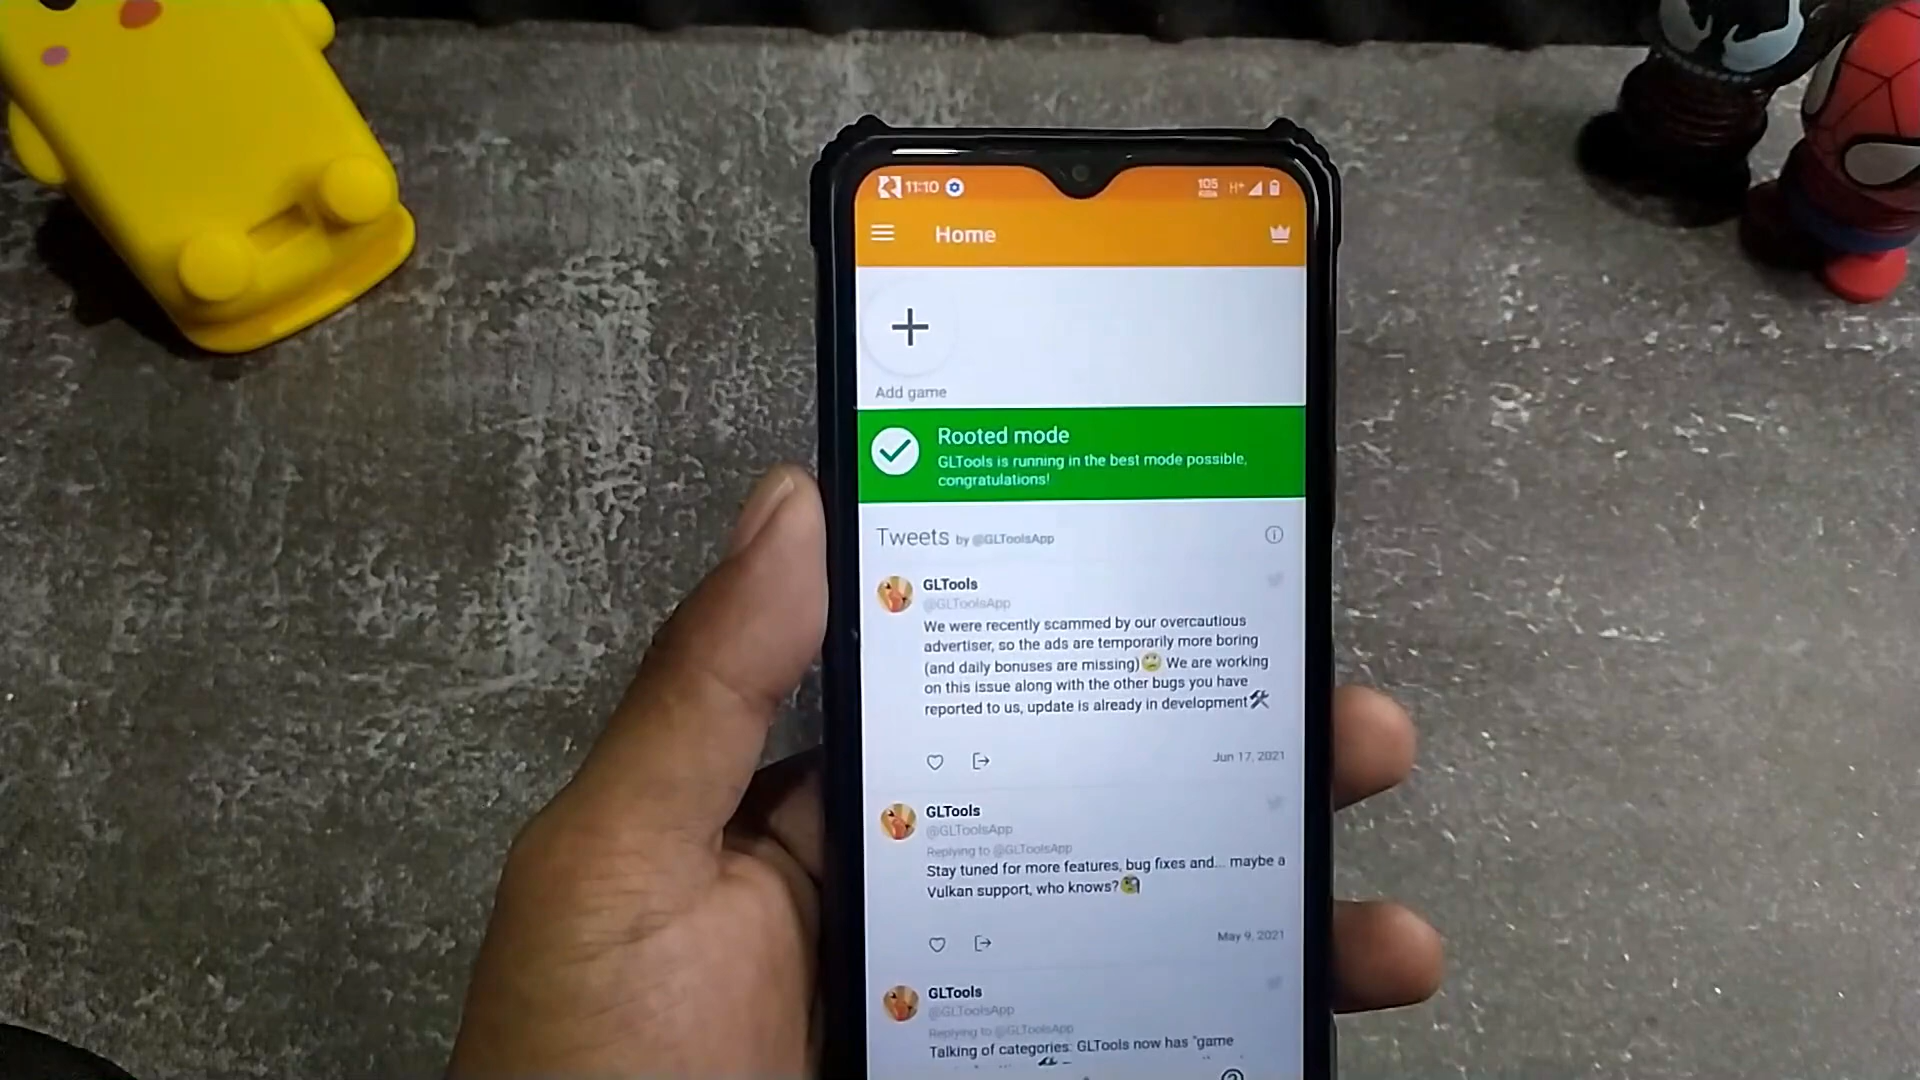 11:10
105
H+
Home
Add game
Rooted mode
GLTools is running in the best mode possible,
congratulations!
Tweets by @GLToolsApp
GLTools
@GLToolsApp
We were recently scammed by our overcautious
advertiser, so the ads are temporarily more boring
(and daily bonuses are missing)🙄 We are working
on this issue along with the other bugs you have
reported to us, update is already in development🛠
Jun 17, 2021
GLTools
@GLToolsApp
Replying to @GLToolsApp
Stay tuned for more features, bug fixes and... maybe a
Vulkan support, who knows?🧐
May 9, 2021
GLTools
@GLToolsApp
Replying to @GLToolsApp
Talking of categories: GLTools now has "game